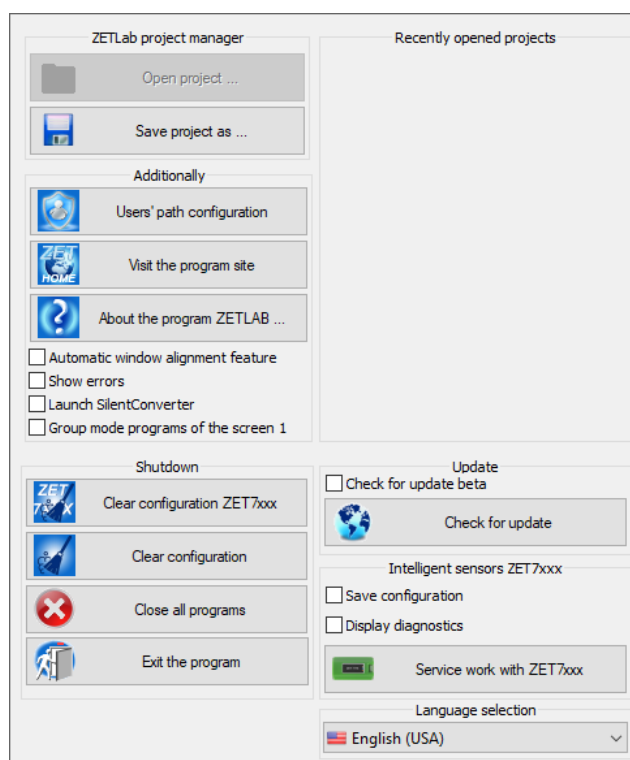 ZETLab project manager
Open project ...
Save project as ...
Additionally
Users' path configuration
ZET
HOME
Visit the program site
About the program ZETLAB ...
Automatic window alignment feature
Show errors
Launch SilentConverter
Group mode programs of the screen 1
Recently opened projects
Shutdown
ZET
Clear configuration ZET7xxx
Clear configuration
Close all programs
Exit the program
Update
Check for update beta
Check for update
Intelligent sensors ZET7xxx
Save configuration
Display diagnostics
Service work with ZET7xxx
Language selection
English (USA)